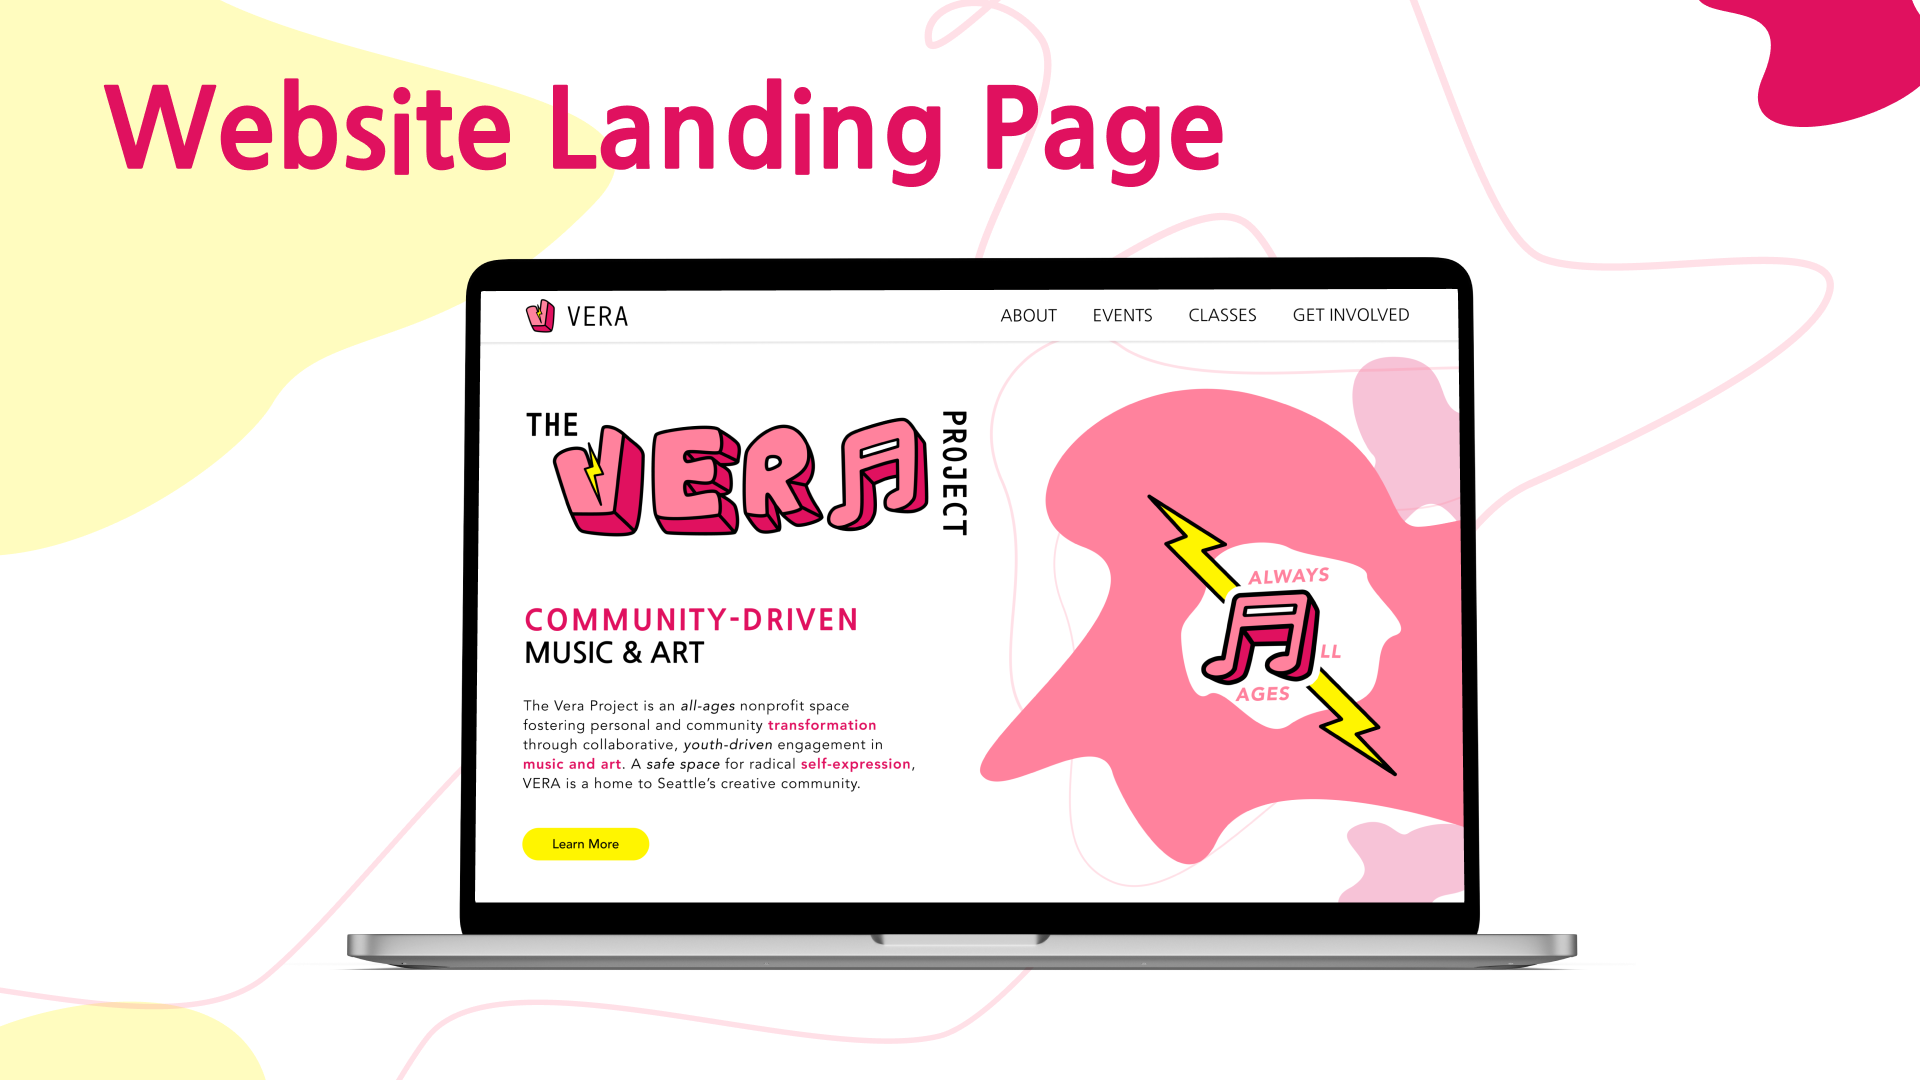 Website Landing Page
VERA
ABOUT EVENTS CLASSES GET INVOLVED
THE
VERA
PROJECT
COMMUNITY-DRIVEN
MUSIC & ART
The Vera Project is an all-ages nonprofit space
fostering personal and community transformation
through collaborative, youth-driven engagement in
music and art. A safe space for radical self-expression,
VERA is a home to Seattle’s creative community.
Learn More
ALWAYS
ALL
AGES